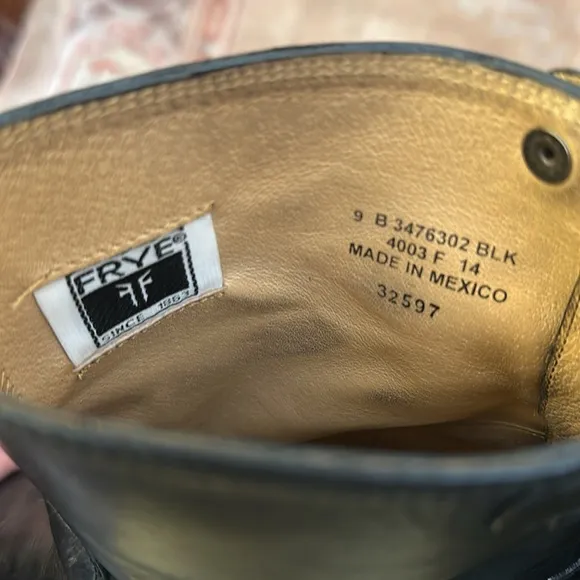 FRYE®
SINCE 1863
9 B 3476302 BLK
4003 F 14
MADE IN MEXICO
32597